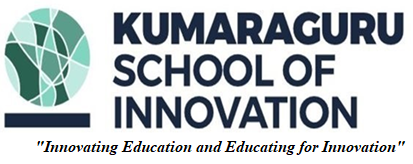 KUMARAGURU
SCHOOL OF
INNOVATION
"Innovating Education and Educating for Innovation"